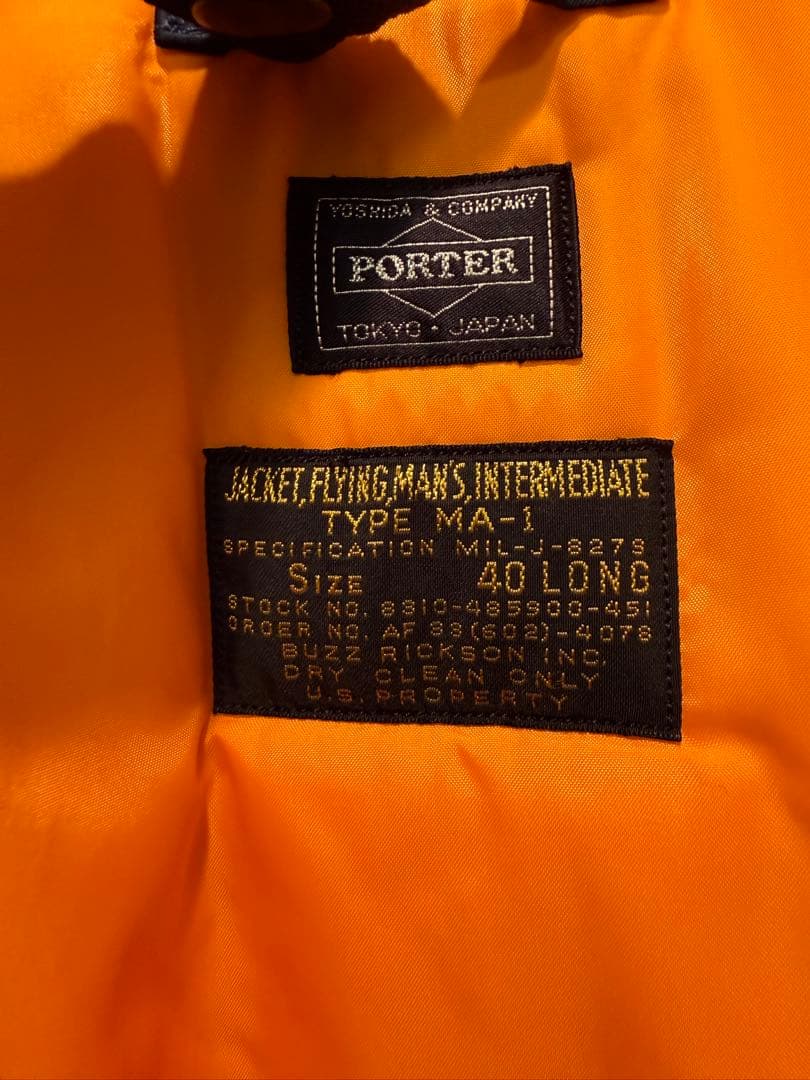 YOSHIDA & COMPANY
PORTER
TOKYO・JAPAN
JACKET, FLYING, MAN'S, INTERMEDIATE
TYPE MA-1
SPECIFICATION MIL-J-8279
SIZE 40 LONG
STOCK NO. 8310-485900-451
ORDER NO. AF 33(602)-4078
BUZZ RICKSON INC.
DRY CLEAN ONLY
U.S. PROPERTY